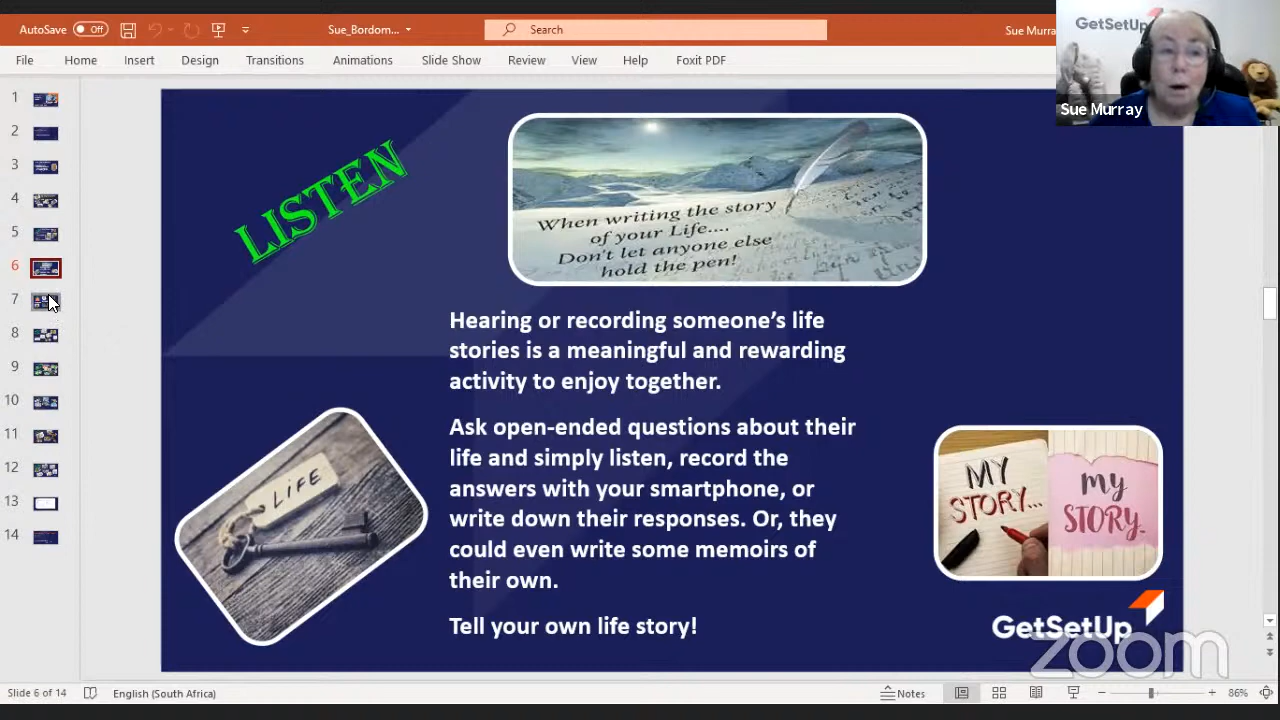 AutoSave
Off
Sue_Bordom...
Search
Sue Murra
GetSetUp
Sue Murray
File Home Insert Design Transitions Animations Slide Show Review View Help Foxit PDF
1
2
3
4
5
6
7
8
9
10
11
12
13
14
LISTEN
When writing the story
of your Life....
Don't let anyone else
hold the pen!
Hearing or recording someone’s life
stories is a meaningful and rewarding
activity to enjoy together.
Ask open-ended questions about their
life and simply listen, record the
answers with your smartphone, or
write down their responses. Or, they
could even write some memoirs of
their own.
Tell your own life story!
LIFE
MY
STORY...
my
STORY.
GetSetUp
zoom
Slide 6 of 14 English (South Africa) Notes 86%